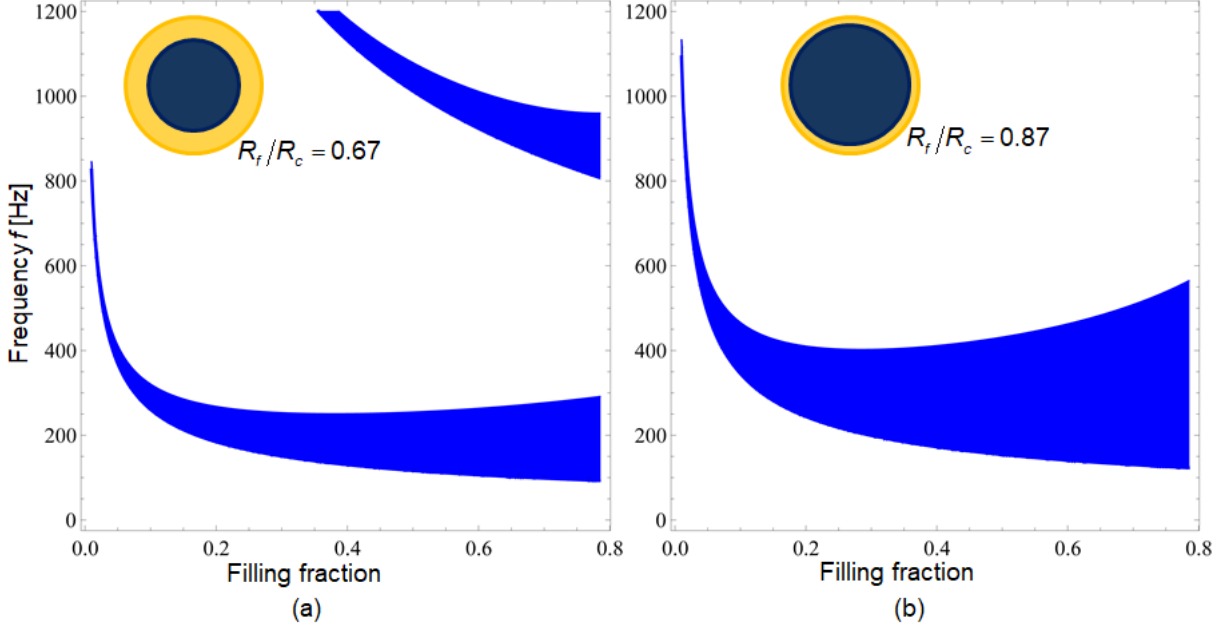 1200
1000
800
600
400
200
0
Frequency f [Hz]
R_f/R_c = 0.67
0.0 0.2 0.4 0.6 0.8
Filling fraction
(a)
1200
1000
800
600
400
200
0
R_f/R_c = 0.87
0.0 0.2 0.4 0.6 0.8
Filling fraction
(b)